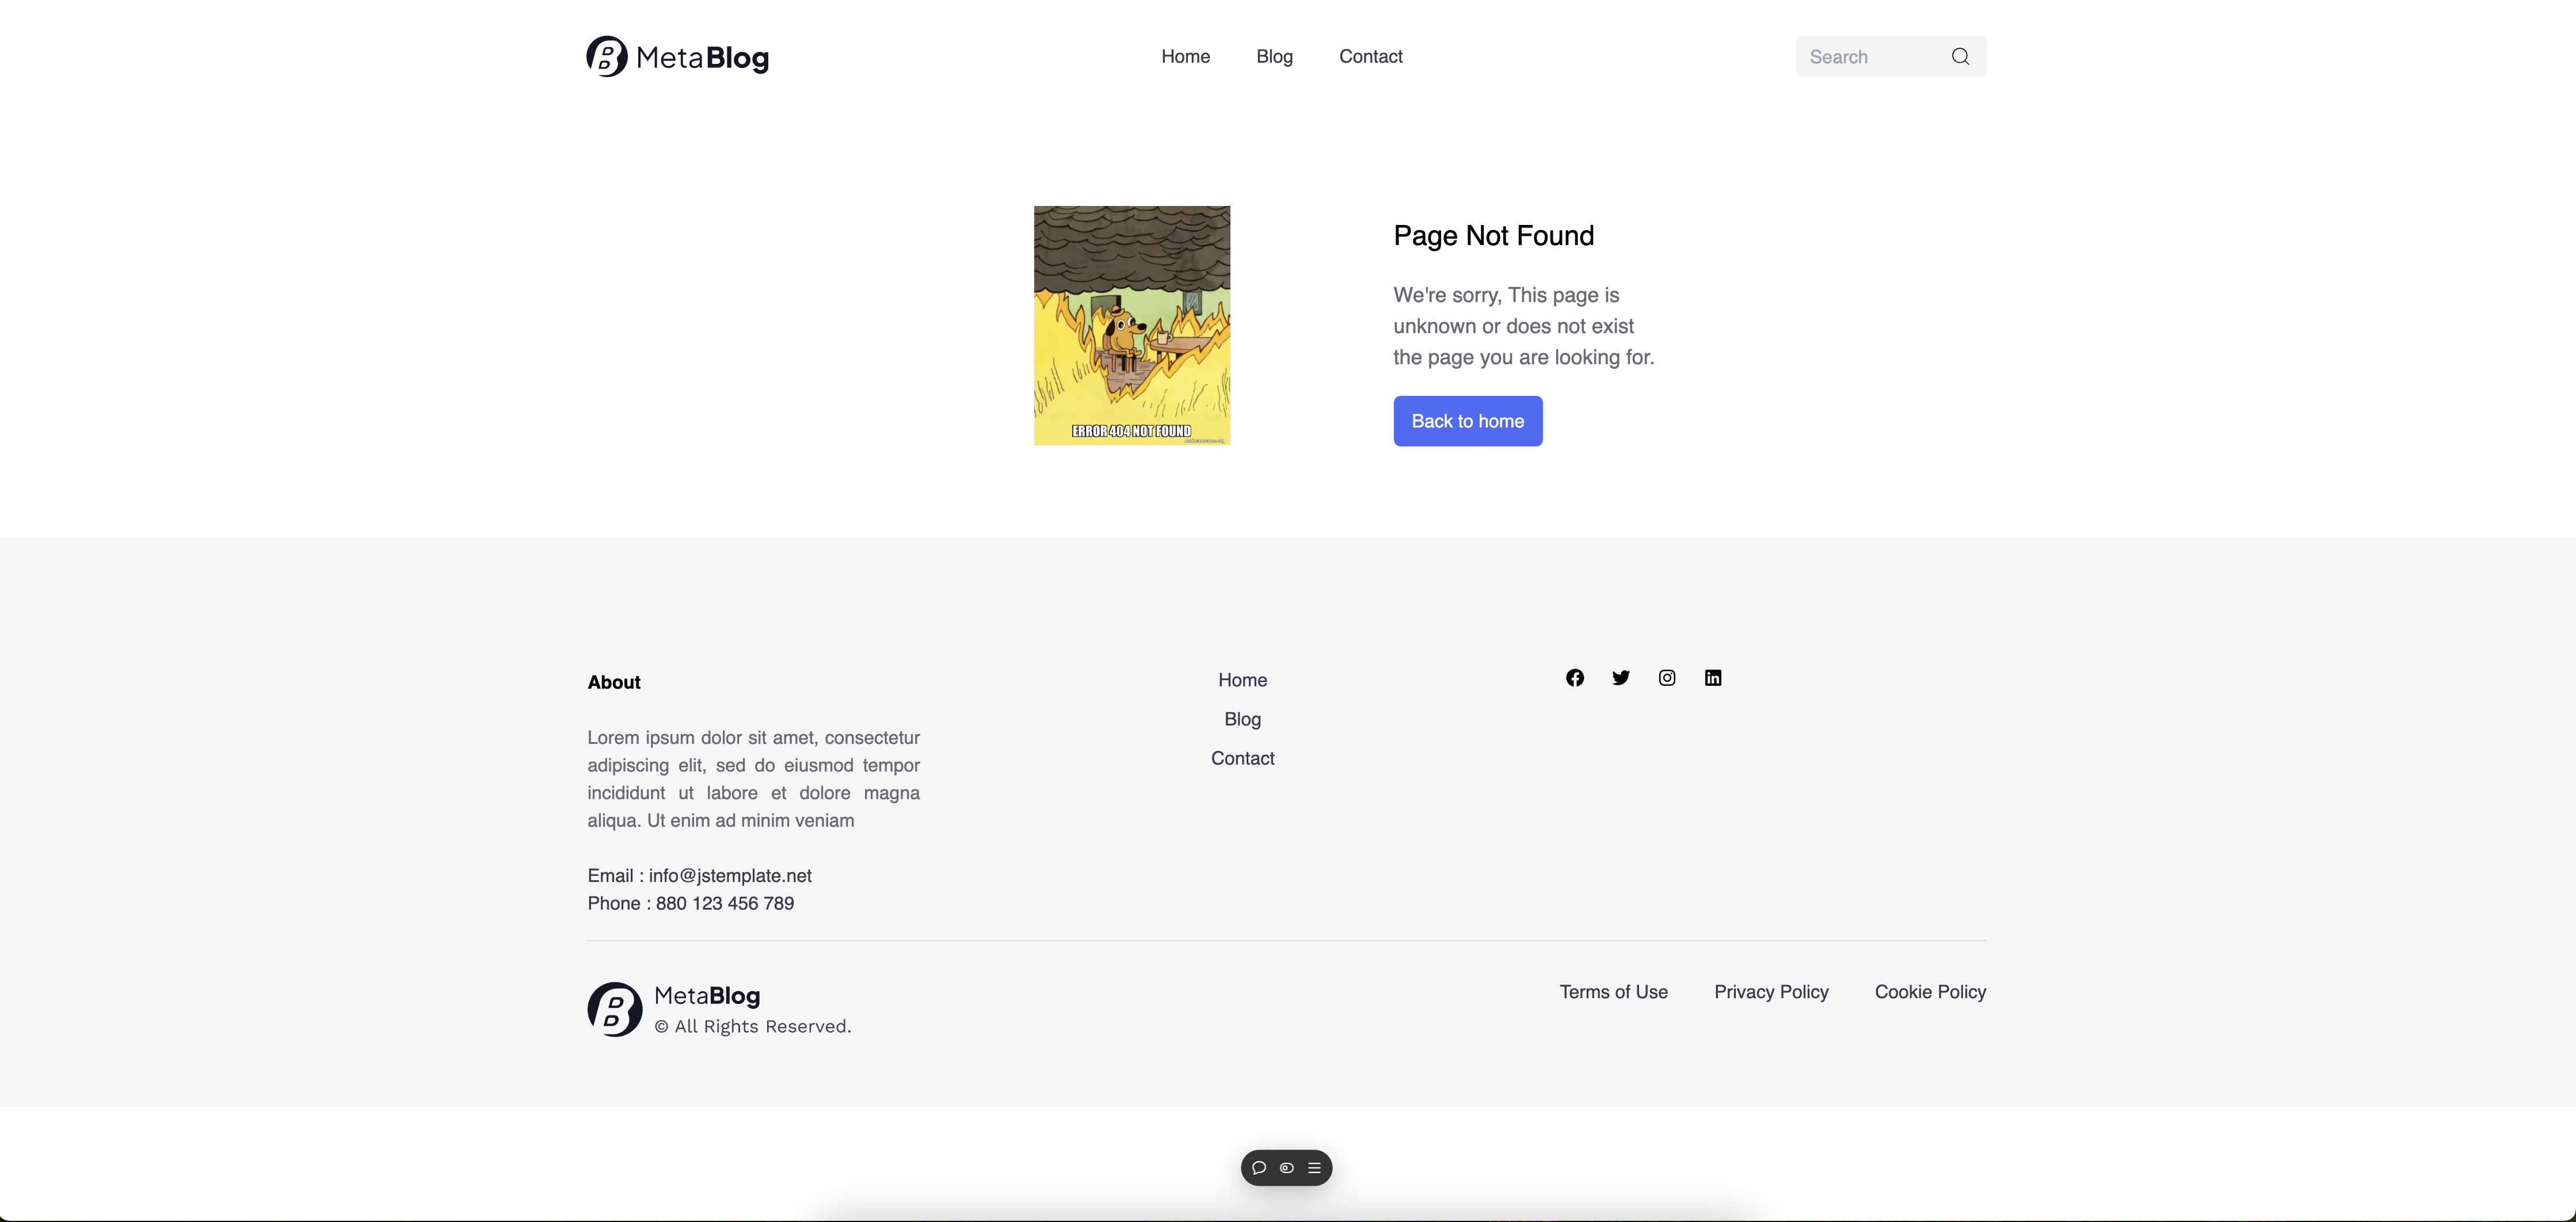 MetaBlog
Home
Blog
Contact
Search
ERROR 404 NOT FOUND
Page Not Found
We're sorry, This page is
unknown or does not exist
the page you are looking for.
Back to home
About
Lorem ipsum dolor sit amet, consectetur
adipiscing elit, sed do eiusmod tempor
incididunt ut labore et dolore magna
aliqua. Ut enim ad minim veniam
Email : info@jstemplate.net
Phone : 880 123 456 789
Home
Blog
Contact
MetaBlog
© All Rights Reserved.
Terms of Use
Privacy Policy
Cookie Policy